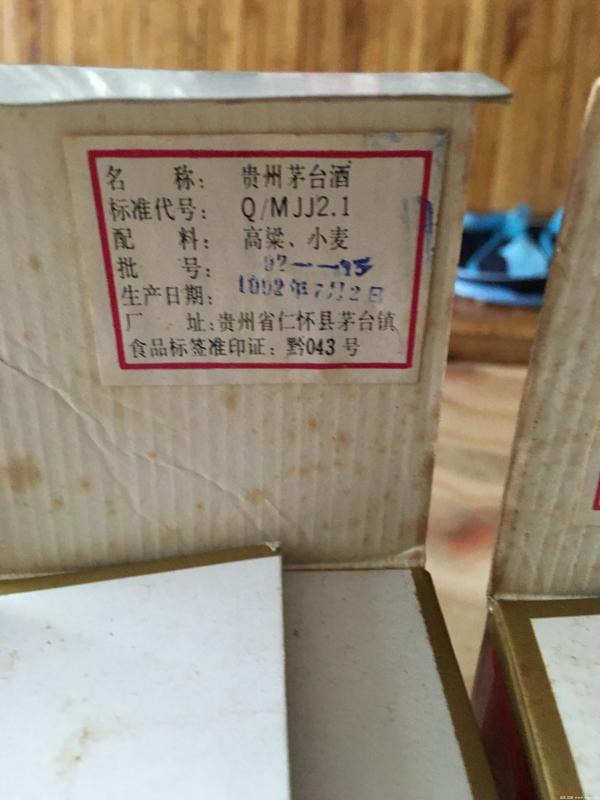 名 称: 贵州茅台酒
标准代号: Q/MJJ2.1
配 料: 高粱、小麦
批 号: 92—15
生产日期: 1992年7月2日
厂 址:贵州省仁怀县茅台镇
食品标签准印证: 黔043号